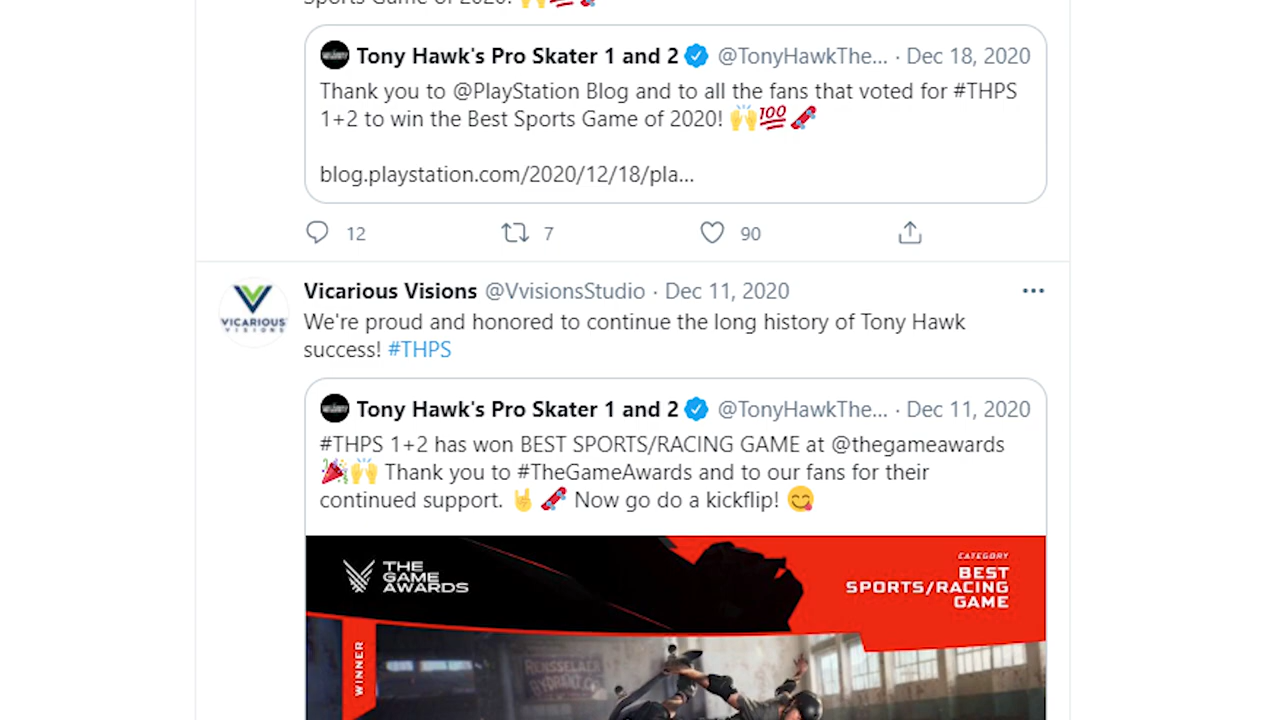 Sports Game of 2020! 🙌💯🛹
Tony Hawk's Pro Skater 1 and 2 @TonyHawkThe... · Dec 18, 2020
Thank you to @PlayStation Blog and to all the fans that voted for #THPS
1+2 to win the Best Sports Game of 2020! 🙌💯🛹
blog.playstation.com/2020/12/18/pla...
12 7 90
Vicarious Visions @VvisionsStudio · Dec 11, 2020
VICARIOUS
VISIONS
We're proud and honored to continue the long history of Tony Hawk
success! #THPS
Tony Hawk's Pro Skater 1 and 2 @TonyHawkThe... · Dec 11, 2020
#THPS 1+2 has won BEST SPORTS/RACING GAME at @thegameawards
🎉🙌 Thank you to #TheGameAwards and to our fans for their
continued support. 🤘🛹 Now go do a kickflip! 😋
THE
GAME
AWARDS
CATEGORY
BEST
SPORTS/RACING
GAME
WINNER
RENSSELAER